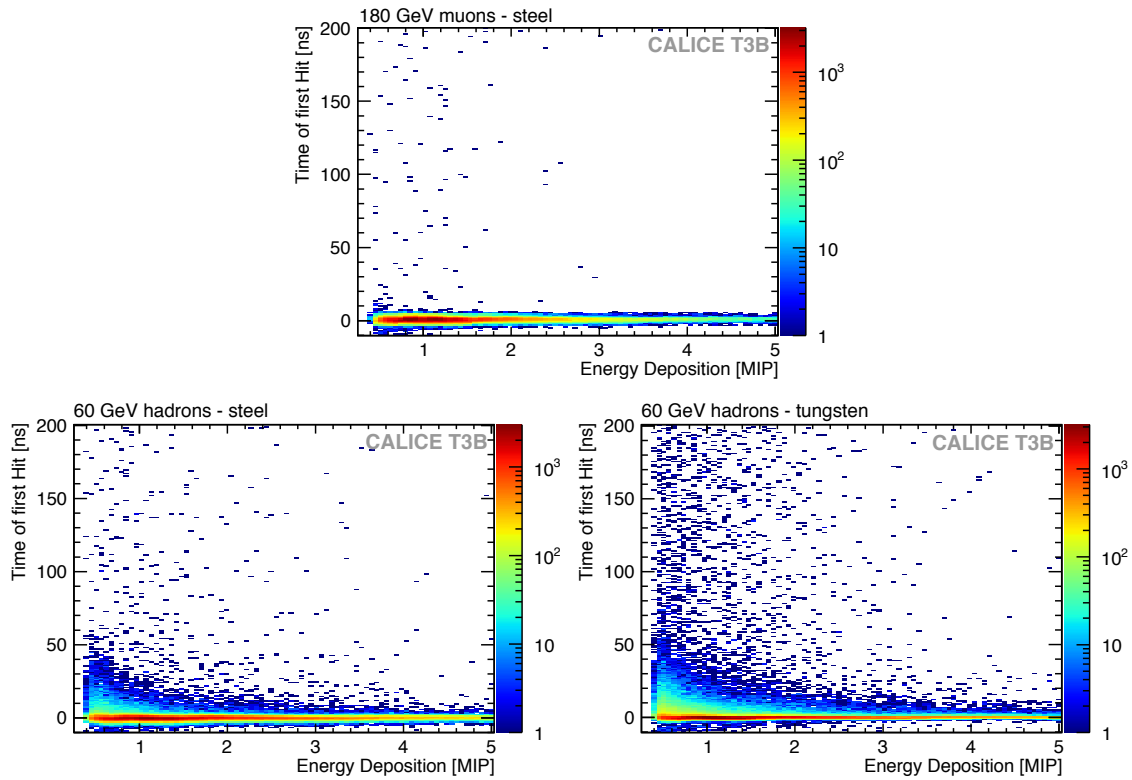 180 GeV muons - steel
CALICE T3B
Time of first Hit [ns]
200
150
100
50
0
1 2 3 4 5
Energy Deposition [MIP]
10³
10²
10
1
60 GeV hadrons - steel
CALICE T3B
Time of first Hit [ns]
200
150
100
50
0
1 2 3 4 5
Energy Deposition [MIP]
10³
10²
10
1
60 GeV hadrons - tungsten
CALICE T3B
Time of first Hit [ns]
200
150
100
50
0
1 2 3 4 5
Energy Deposition [MIP]
10³
10²
10
1